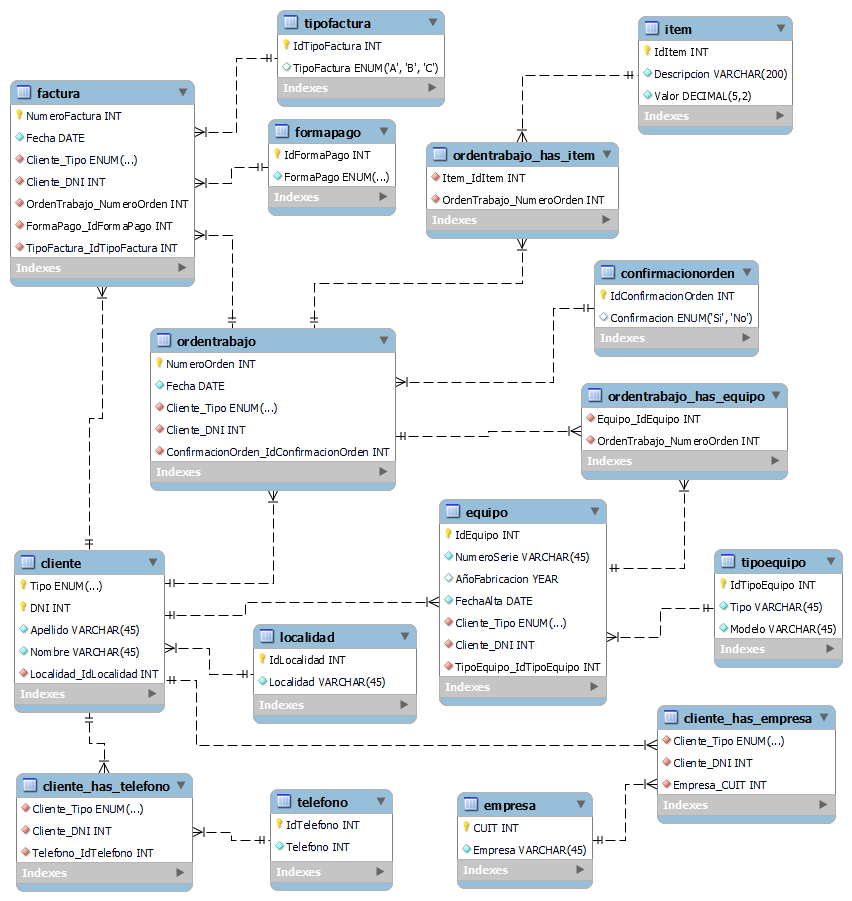 tipofactura
IdTipoFactura INT
TipoFactura ENUM('A', 'B', 'C')
Indexes
item
IdItem INT
Descripcion VARCHAR(200)
Valor DECIMAL(5,2)
Indexes
factura
NumeroFactura INT
Fecha DATE
Cliente_Tipo ENUM(...)
Cliente_DNI INT
OrdenTrabajo_NumeroOrden INT
FormaPago_IdFormaPago INT
TipoFactura_IdTipoFactura INT
Indexes
formapago
IdFormaPago INT
FormaPago ENUM(...)
Indexes
ordentrabajo_has_item
Item_IdItem INT
OrdenTrabajo_NumeroOrden INT
Indexes
confirmacionorden
IdConfirmacionOrden INT
Confirmacion ENUM('Si', 'No')
Indexes
ordentrabajo
NumeroOrden INT
Fecha DATE
Cliente_Tipo ENUM(...)
Cliente_DNI INT
ConfirmacionOrden_IdConfirmacionOrden INT
Indexes
ordentrabajo_has_equipo
Equipo_IdEquipo INT
OrdenTrabajo_NumeroOrden INT
Indexes
equipo
IdEquipo INT
NumeroSerie VARCHAR(45)
AñoFabricacion YEAR
FechaAlta DATE
Cliente_Tipo ENUM(...)
Cliente_DNI INT
TipoEquipo_IdTipoEquipo INT
Indexes
tipoequipo
IdTipoEquipo INT
Tipo VARCHAR(45)
Modelo VARCHAR(45)
Indexes
cliente
Tipo ENUM(...)
DNI INT
Apellido VARCHAR(45)
Nombre VARCHAR(45)
Localidad_IdLocalidad INT
Indexes
localidad
IdLocalidad INT
Localidad VARCHAR(45)
Indexes
cliente_has_empresa
Cliente_Tipo ENUM(...)
Cliente_DNI INT
Empresa_CUIT INT
Indexes
cliente_has_telefono
Cliente_Tipo ENUM(...)
Cliente_DNI INT
Telefono_IdTelefono INT
Indexes
telefono
IdTelefono INT
Telefono INT
Indexes
empresa
CUIT INT
Empresa VARCHAR(45)
Indexes